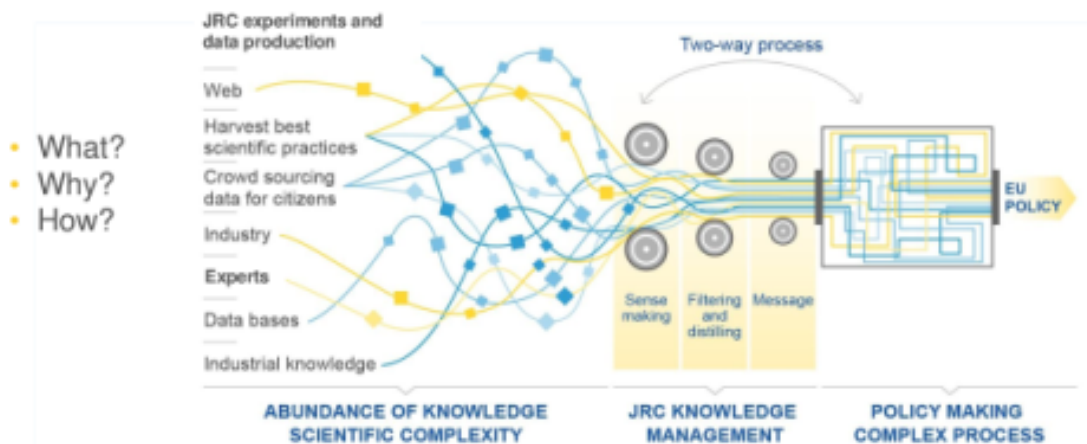 • What?
• Why?
• How?
JRC experiments and
data production
Web
Harvest best
scientific practices
Crowd sourcing
data for citizens
Industry
Experts
Data bases
Industrial knowledge
Two-way process
Sense
making
Filtering
and
distilling
Message
EU
POLICY
ABUNDANCE OF KNOWLEDGE
SCIENTIFIC COMPLEXITY
JRC KNOWLEDGE
MANAGEMENT
POLICY MAKING
COMPLEX PROCESS